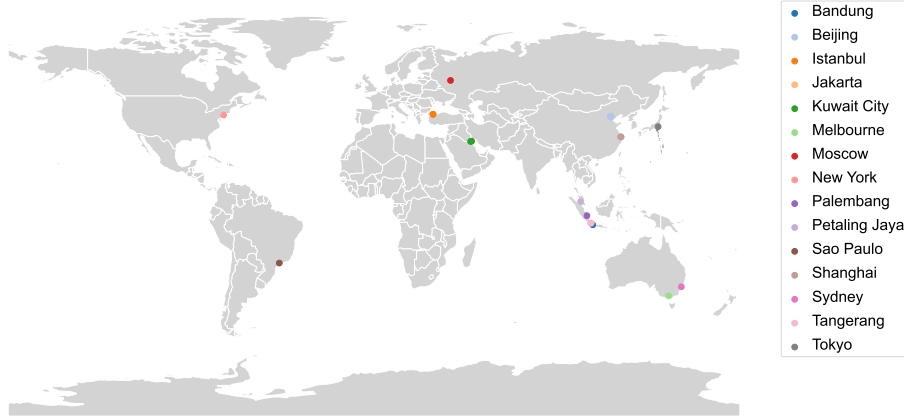 Bandung
Beijing
Istanbul
Jakarta
Kuwait City
Melbourne
Moscow
New York
Palembang
Petaling Jaya
Sao Paulo
Shanghai
Sydney
Tangerang
Tokyo